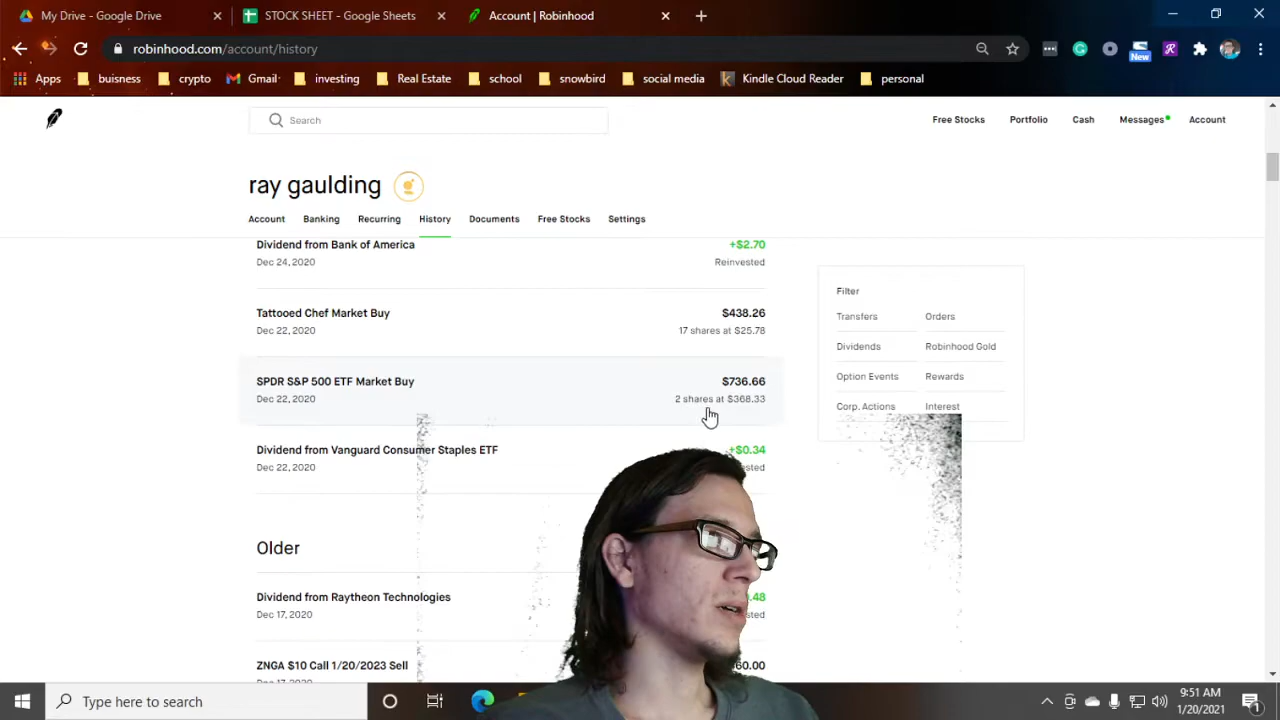 My Drive - Google Drive
STOCK SHEET - Google Sheets
Account | Robinhood
robinhood.com/account/history
New
Apps
buisness
crypto
Gmail
investing
Real Estate
school
snowbird
social media
Kindle Cloud Reader
personal
Search
Free Stocks
Portfolio
Cash
Messages
Account
ray gaulding
Account
Banking
Recurring
History
Documents
Free Stocks
Settings
Dividend from Bank of America
+$2.70
Dec 24, 2020
Reinvested
Tattooed Chef Market Buy
$438.26
Dec 22, 2020
17 shares at $25.78
SPDR S&P 500 ETF Market Buy
$736.66
Dec 22, 2020
2 shares at $368.33
Dividend from Vanguard Consumer Staples ETF
+$0.34
Dec 22, 2020
Older
Dividend from Raytheon Technologies
Dec 17, 2020
ZNGA $10 Call 1/20/2023 Sell
Dec 17, 2020
Filter
Transfers
Orders
Dividends
Robinhood Gold
Option Events
Rewards
Corp. Actions
Interest
Type here to search
9:51 AM
1/20/2021
1